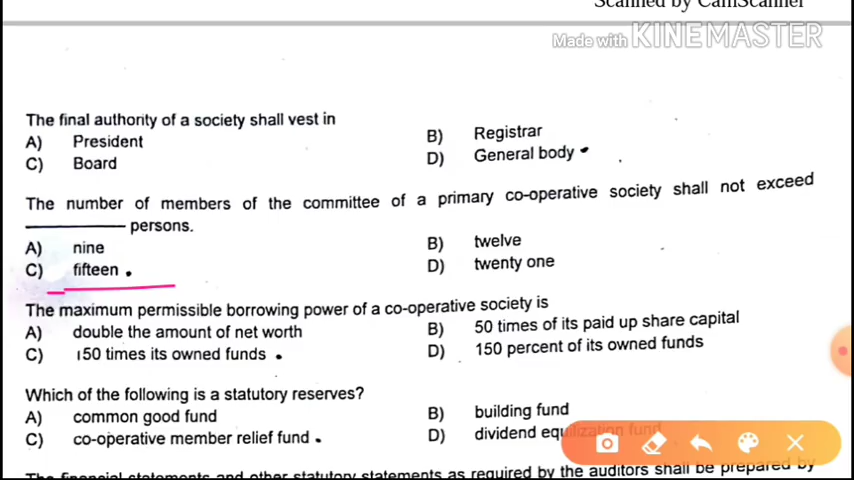 Scanned by CamScanner
Made with KINEMASTER
The final authority of a society shall vest in
A) President
B) Registrar
C) Board
D) General body
The number of members of the committee of a primary co-operative society shall not exceed
__________ persons.
A) nine
B) twelve
C) fifteen
D) twenty one
The maximum permissible borrowing power of a co-operative society is
A) double the amount of net worth
B) 50 times of its paid up share capital
C) 150 times its owned funds
D) 150 percent of its owned funds
Which of the following is a statutory reserves?
A) common good fund
B) building fund
C) co-operative member relief fund
D) dividend equilization fund
The financial statements and other statutory statements as required by the auditors shall be prepared by